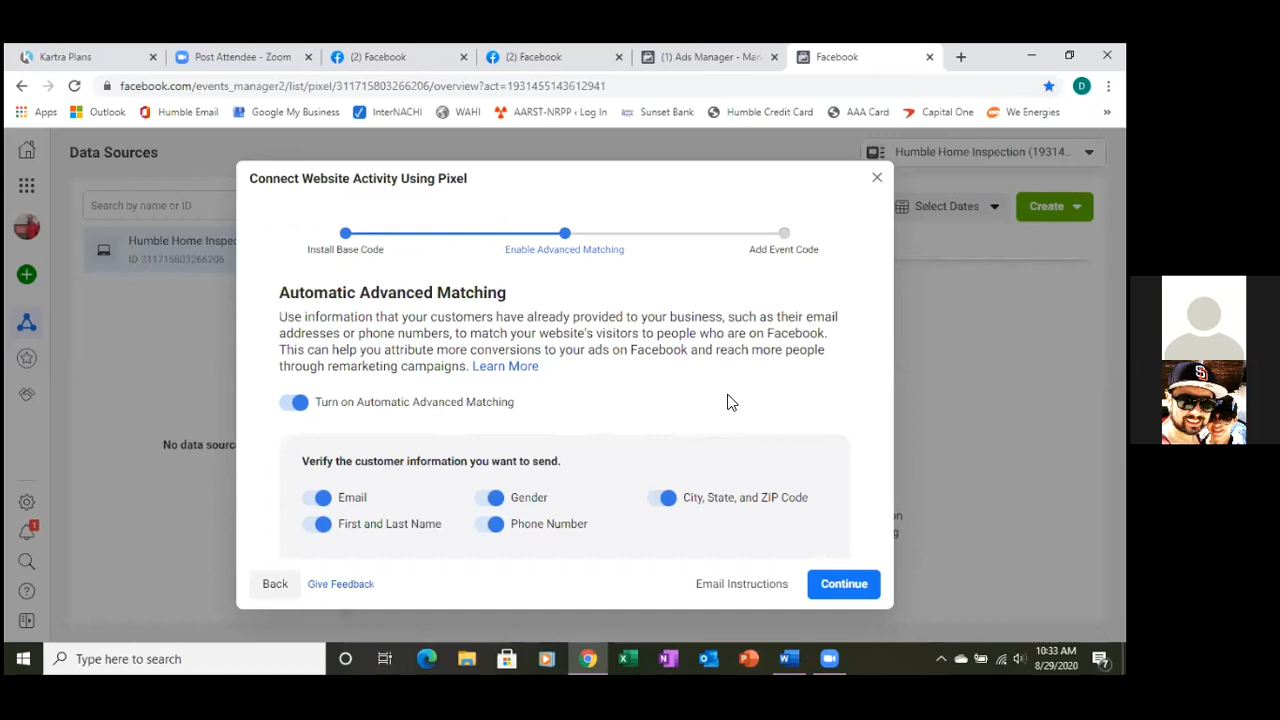 Kartra Plans
Post Attendee - Zoom
(2) Facebook
(2) Facebook
(1) Ads Manager - Man
Facebook
facebook.com/events_manager2/list/pixel/311715803266206/overview?act=1931455143612941
D
Apps
Outlook
Humble Email
Google My Business
InterNACHI
WAHI
AARST-NRPP ‹ Log In
Sunset Bank
Humble Credit Card
AAA Card
Capital One
We Energies
»
Data Sources
Humble Home Inspection (19314...
Search by name or ID
Select Dates
Create
Humble Home Inspec
ID 311715803266206
No data sourc
Connect Website Activity Using Pixel
Install Base Code
Enable Advanced Matching
Add Event Code
Automatic Advanced Matching
Use information that your customers have already provided to your business, such as their email
addresses or phone numbers, to match your website's visitors to people who are on Facebook.
This can help you attribute more conversions to your ads on Facebook and reach more people
through remarketing campaigns. Learn More
Turn on Automatic Advanced Matching
Verify the customer information you want to send.
Email
Gender
City, State, and ZIP Code
First and Last Name
Phone Number
Back
Give Feedback
Email Instructions
Continue
1
Type here to search
10:33 AM
8/29/2020
7